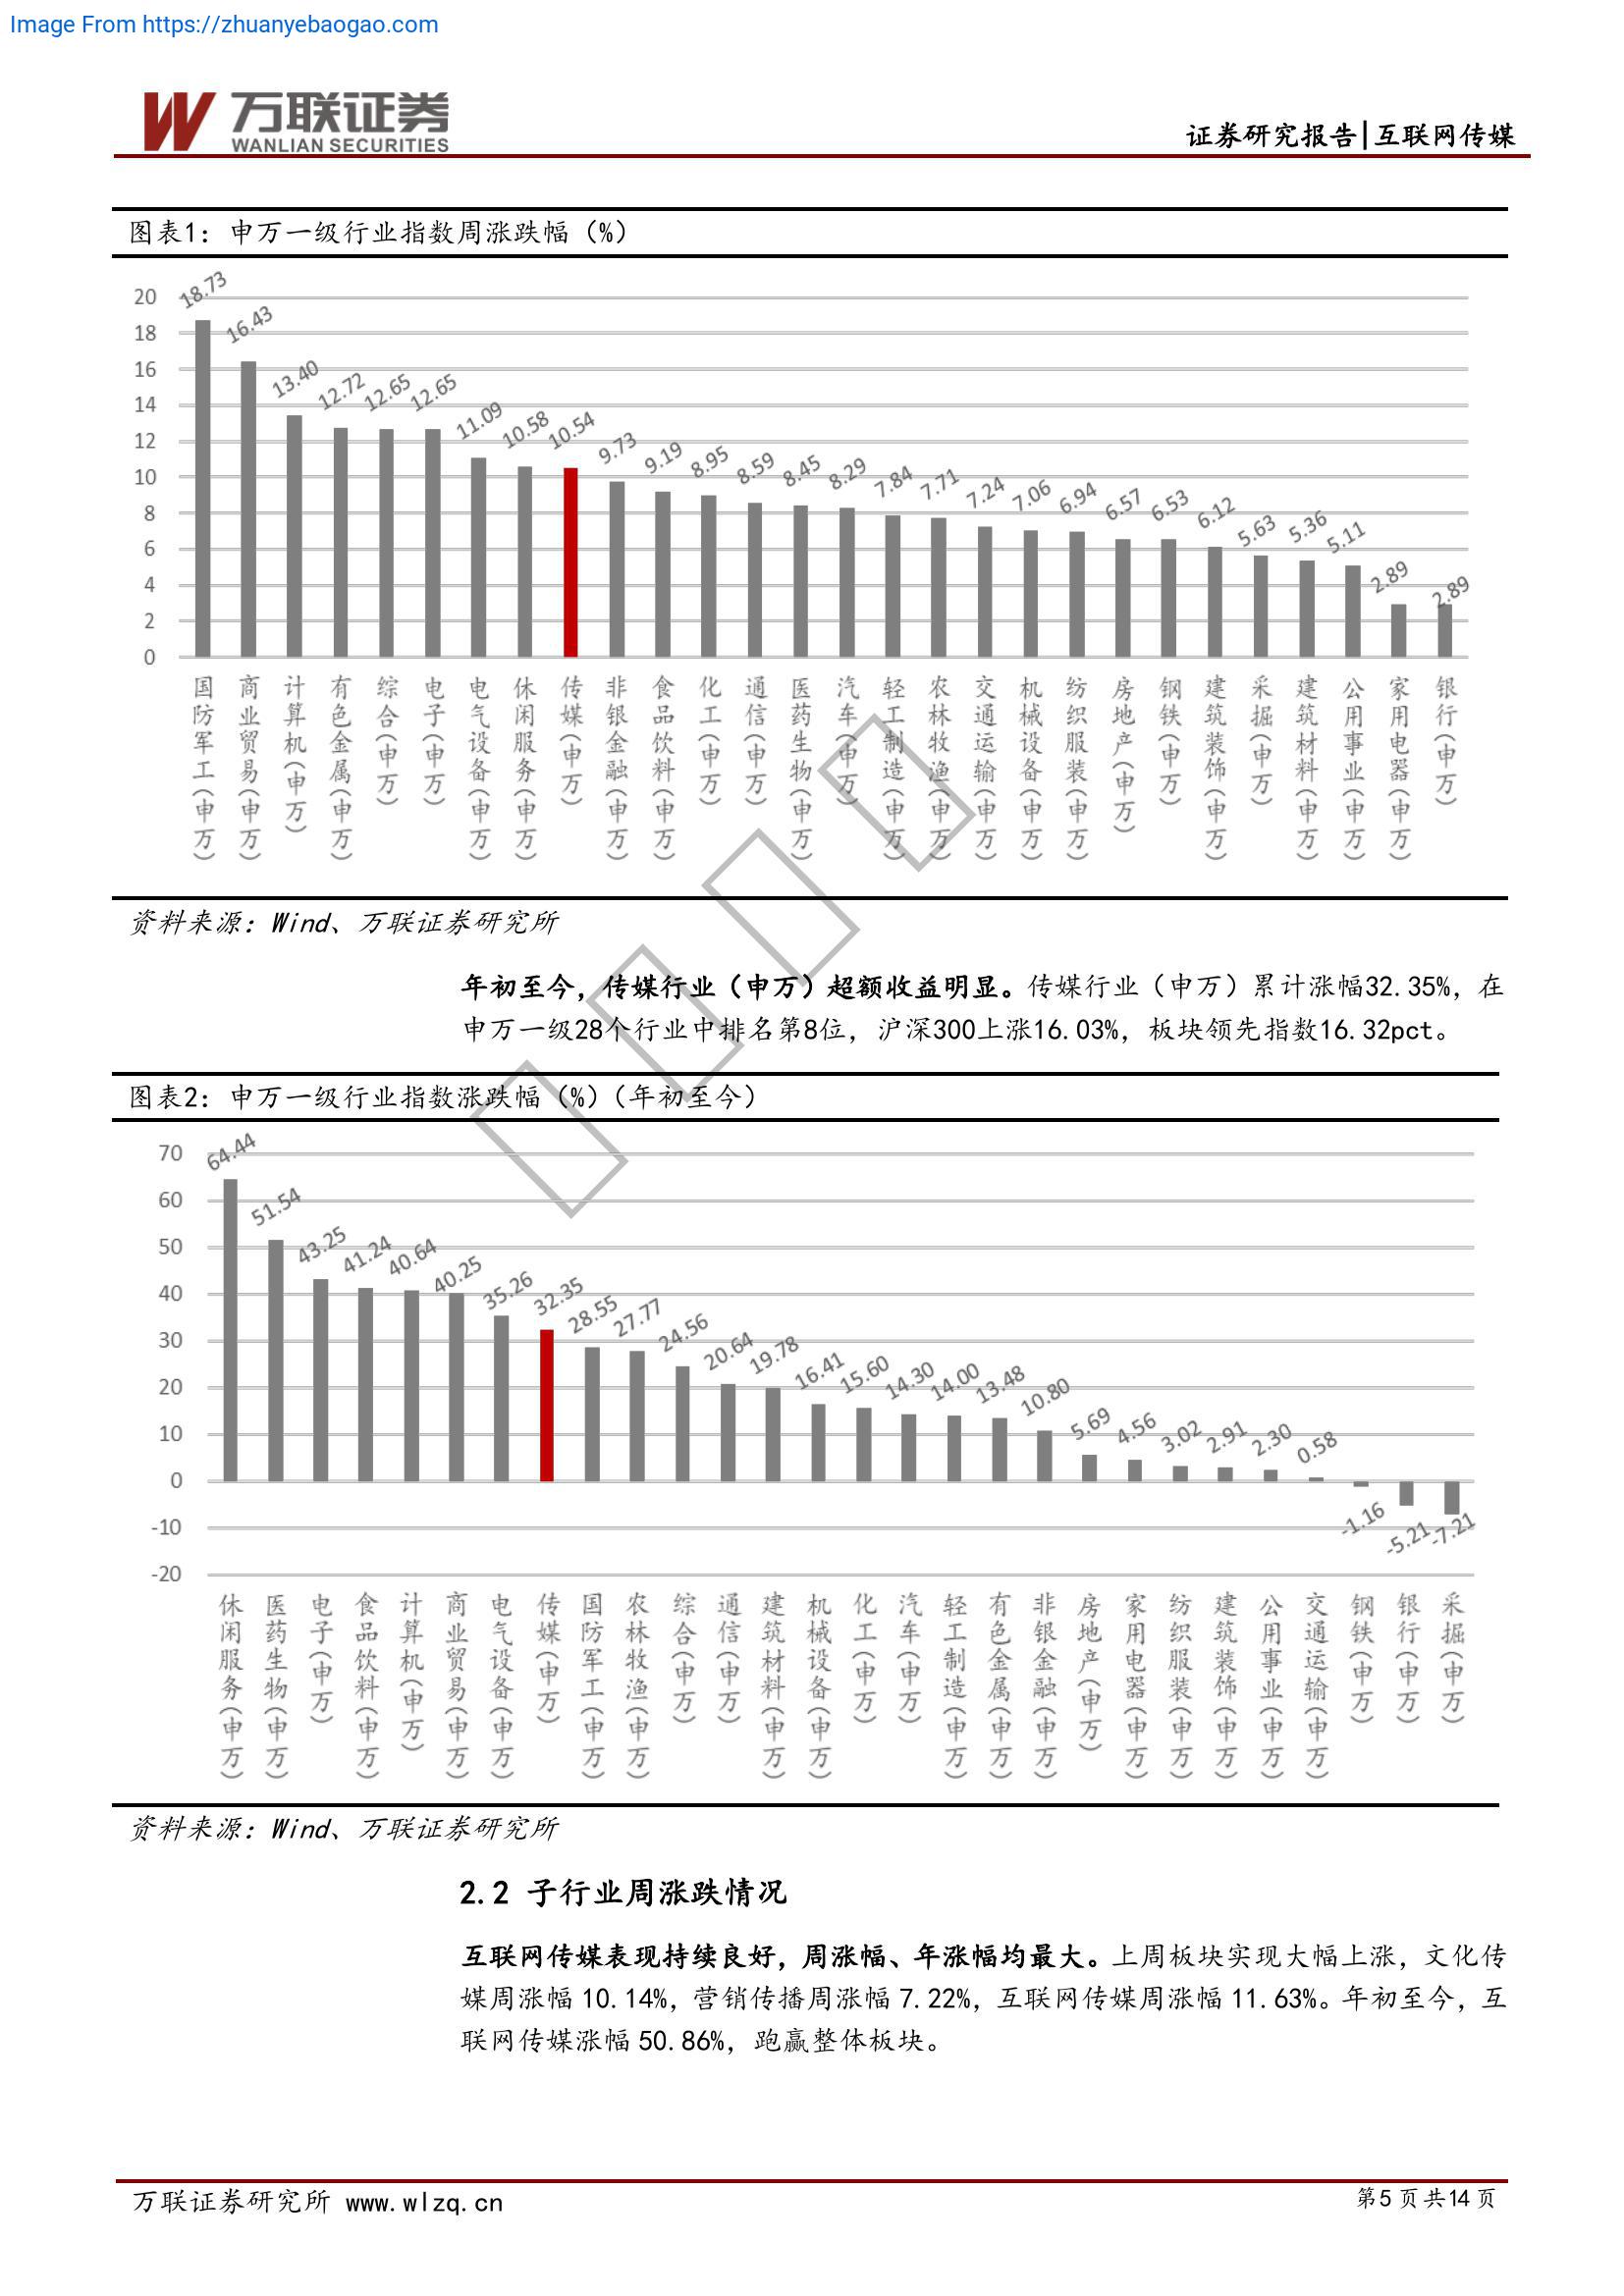 Image From https://zhuanyebaogao.com
万联证券
WANLIAN SECURITIES
证券研究报告|互联网传媒
图表1：申万一级行业指数周涨跌幅（%）
20
18
16
14
12
10
8
6
4
2
0
18.73
16.43
13.40
12.72
12.65
12.65
11.09
10.58
10.54
9.73
9.19
8.95
8.59
8.45
8.29
7.84
7.71
7.24
7.06
6.94
6.57
6.53
6.12
5.63
5.36
5.11
2.89
2.89
国防军工(申万)
商业贸易(申万)
计算机(申万)
有色金属(申万)
综合(申万)
电子(申万)
电气设备(申万)
休闲服务(申万)
传媒(申万)
非银金融(申万)
食品饮料(申万)
化工(申万)
通信(申万)
医药生物(申万)
汽车(申万)
轻工制造(申万)
农林牧渔(申万)
交通运输(申万)
机械设备(申万)
纺织服装(申万)
房地产(申万)
钢铁(申万)
建筑装饰(申万)
采掘(申万)
建筑材料(申万)
公用事业(申万)
家用电器(申万)
银行(申万)
资料来源：Wind、万联证券研究所
年初至今，传媒行业（申万）超额收益明显。传媒行业（申万）累计涨幅32.35%，在
申万一级28个行业中排名第8位，沪深300上涨16.03%，板块领先指数16.32pct。
图表2：申万一级行业指数涨跌幅（%）（年初至今）
70
60
50
40
30
20
10
0
-10
-20
64.44
51.54
43.25
41.24
40.64
40.25
35.26
32.35
28.55
27.77
24.56
20.64
19.78
16.41
15.60
14.30
14.00
13.48
10.80
5.69
4.56
3.02
2.91
2.30
0.58
-1.16
-5.21
-7.21
休闲服务(申万)
医药生物(申万)
电子(申万)
食品饮料(申万)
计算机(申万)
商业贸易(申万)
电气设备(申万)
传媒(申万)
国防军工(申万)
农林牧渔(申万)
综合(申万)
通信(申万)
建筑材料(申万)
机械设备(申万)
化工(申万)
汽车(申万)
轻工制造(申万)
有色金属(申万)
非银金融(申万)
房地产(申万)
家用电器(申万)
纺织服装(申万)
建筑装饰(申万)
公用事业(申万)
交通运输(申万)
钢铁(申万)
银行(申万)
采掘(申万)
资料来源：Wind、万联证券研究所
2.2 子行业周涨跌情况
互联网传媒表现持续良好，周涨幅、年涨幅均最大。上周板块实现大幅上涨，文化传
媒周涨幅 10.14%，营销传播周涨幅 7.22%，互联网传媒周涨幅 11.63%。年初至今，互
联网传媒涨幅 50.86%，跑赢整体板块。
万联证券研究所 www.wlzq.cn
第5页共14页